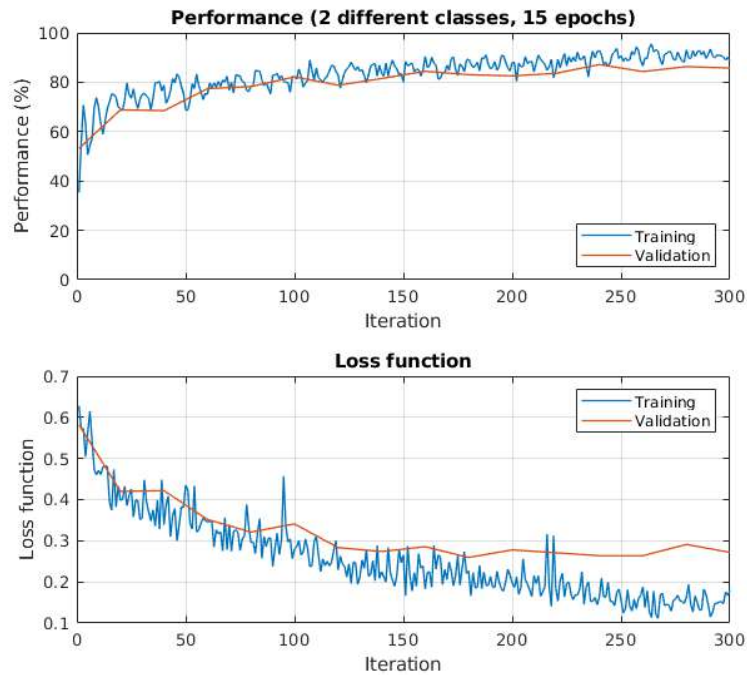 Performance (2 different classes, 15 epochs)
100
80
60
40
20
0
Performance (%)
Training
Validation
0 50 100 150 200 250 300
Iteration
Loss function
0.7
0.6
0.5
0.4
0.3
0.2
0.1
Loss function
Training
Validation
0 50 100 150 200 250 300
Iteration